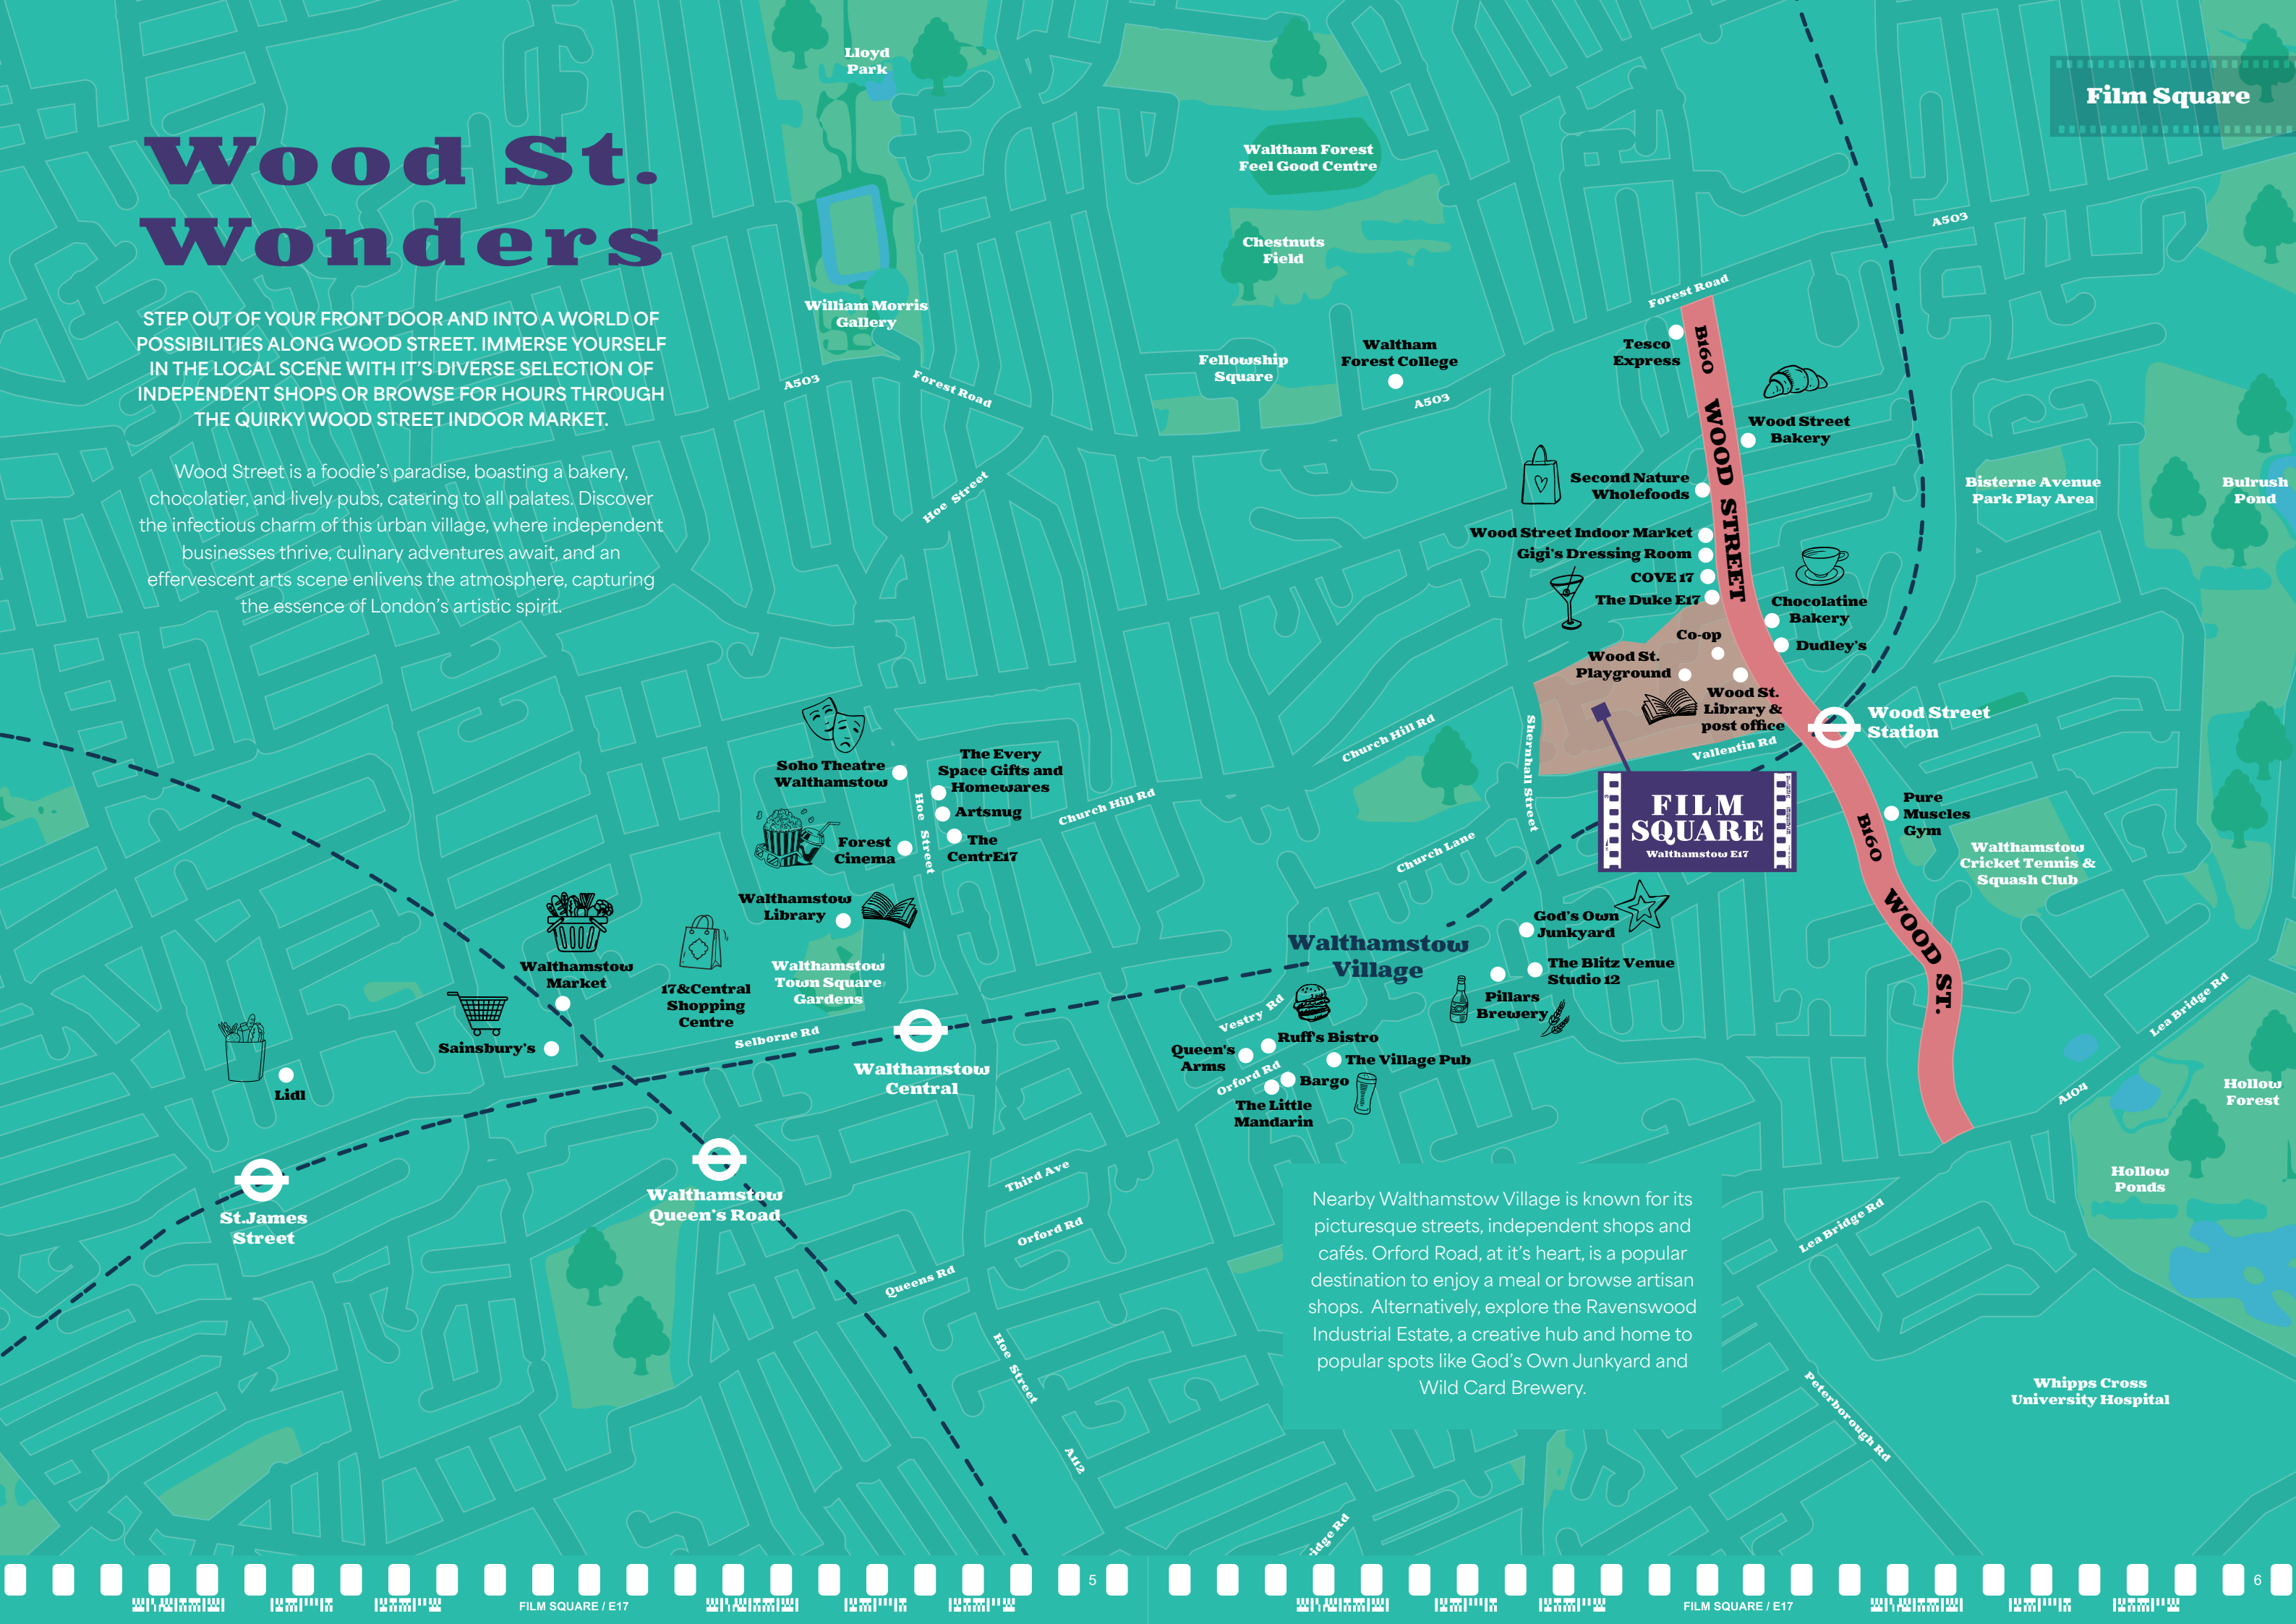 Film Square
Wood St.
Wonders
STEP OUT OF YOUR FRONT DOOR AND INTO A WORLD OF
POSSIBILITIES ALONG WOOD STREET. IMMERSE YOURSELF
IN THE LOCAL SCENE WITH IT'S DIVERSE SELECTION OF
INDEPENDENT SHOPS OR BROWSE FOR HOURS THROUGH
THE QUIRKY WOOD STREET INDOOR MARKET.
Wood Street is a foodie's paradise, boasting a bakery,
chocolatier, and lively pubs, catering to all palates. Discover
the infectious charm of this urban village, where independent
businesses thrive, culinary adventures await, and an
effervescent arts scene enlivens the atmosphere, capturing
the essence of London's artistic spirit.
Lloyd
Park
William Morris
Gallery
A503
Forest Road
Hoe Street
Waltham Forest
Feel Good Centre
Chestnuts
Field
Fellowship
Square
Waltham
Forest College
A503
Forest Road
A503
Tesco
Express
B160
WOOD STREET
Wood Street
Bakery
Second Nature
Wholefoods
Wood Street Indoor Market
Gigi's Dressing Room
COVE 17
The Duke E17
Chocolatine
Bakery
Dudley's
Co-op
Wood St.
Playground
Wood St.
Library &
post office
Vallentin Rd
Wood Street
Station
Bisterne Avenue
Park Play Area
Bulrush
Pond
Shernhall Street
Church Hill Rd
Church Lane
FILM
SQUARE
Walthamstow E17
Pure
Muscles
Gym
B160
WOOD ST.
Walthamstow
Cricket Tennis &
Squash Club
Soho Theatre
Walthamstow
The Every
Space Gifts and
Homewares
Artsnug
The
CentrE17
Hoe Street
Forest
Cinema
Church Hill Rd
Walthamstow
Library
Walthamstow
Town Square
Gardens
Walthamstow
Market
17&Central
Shopping
Centre
Sainsbury's
Selborne Rd
Lidl
Walthamstow
Central
St.James
Street
Walthamstow
Queen's Road
Walthamstow
Village
God's Own
Junkyard
The Blitz Venue
Studio 12
Pillars
Brewery
Vestry Rd
Ruff's Bistro
Queen's
Arms
The Village Pub
Orford Rd
Bargo
The Little
Mandarin
Third Ave
Orford Rd
Queens Rd
Hoe Street
A112
Lea Bridge Rd
A104
Hollow
Forest
Hollow
Ponds
Lea Bridge Rd
Peterborough Rd
Whipps Cross
University Hospital
Nearby Walthamstow Village is known for its
picturesque streets, independent shops and
cafés. Orford Road, at it's heart, is a popular
destination to enjoy a meal or browse artisan
shops. Alternatively, explore the Ravenswood
Industrial Estate, a creative hub and home to
popular spots like God's Own Junkyard and
Wild Card Brewery.
idge Rd
5
6
FILM SQUARE / E17
FILM SQUARE / E17